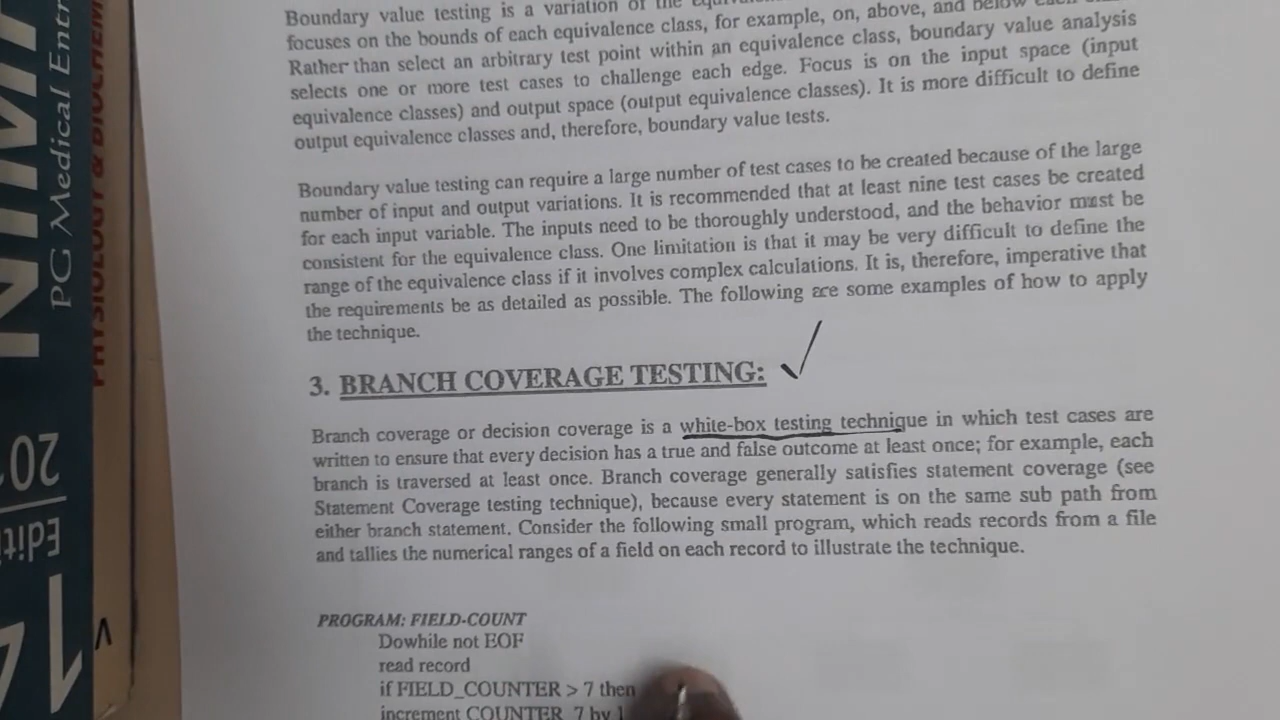 Boundary value testing is a variation of the
focuses on the bounds of each equivalence class, for example, on, above, and below each
Rather than select an arbitrary test point within an equivalence class, boundary value analysis
selects one or more test cases to challenge each edge. Focus is on the input space (input
equivalence classes) and output space (output equivalence classes). It is more difficult to define
output equivalence classes and, therefore, boundary value tests.
Boundary value testing can require a large number of test cases to be created because of the large
number of input and output variations. It is recommended that at least nine test cases be created
for each input variable. The inputs need to be thoroughly understood, and the behavior must be
consistent for the equivalence class. One limitation is that it may be very difficult to define the
range of the equivalence class if it involves complex calculations. It is, therefore, imperative that
the requirements be as detailed as possible. The following are some examples of how to apply
the technique.
3. BRANCH COVERAGE TESTING:
Branch coverage or decision coverage is a white-box testing technique in which test cases are
written to ensure that every decision has a true and false outcome at least once; for example, each
branch is traversed at least once. Branch coverage generally satisfies statement coverage (see
Statement Coverage testing technique), because every statement is on the same sub path from
either branch statement. Consider the following small program, which reads records from a file
and tallies the numerical ranges of a field on each record to illustrate the technique.
PROGRAM: FIELD-COUNT
Dowhile not EOF
read record
if FIELD_COUNTER > 7 then
increment COUNTER_7 by 1
PG Medical Entr
PHYSIOLOGY & BIOCHEM
Editi